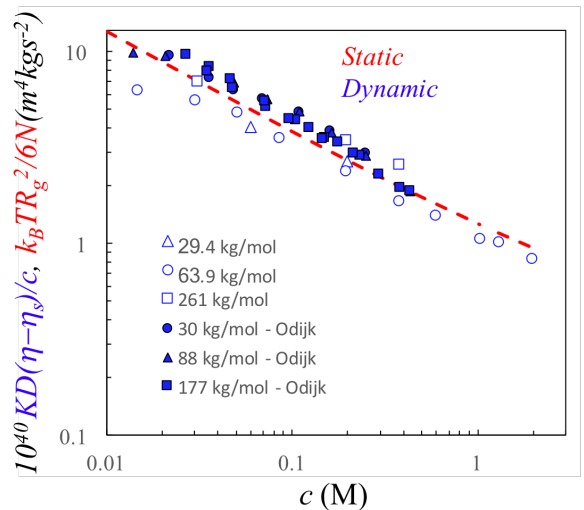 10⁴⁰ KD(η−ηₛ)/c, k_BTR_g²/6N(m⁴kgs⁻²)
10
1
0.1
Static
Dynamic
29.4 kg/mol
63.9 kg/mol
261 kg/mol
30 kg/mol - Odijk
88 kg/mol - Odijk
177 kg/mol - Odijk
0.01
0.1
1
c (M)